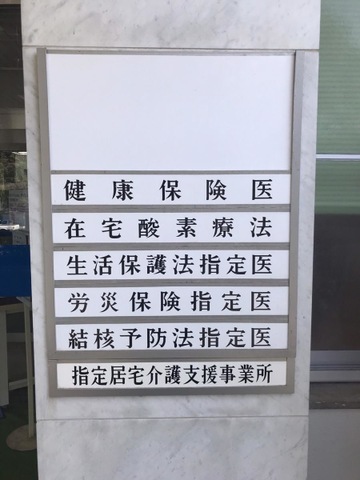 健康保険医
在宅酸素療法
生活保護法指定医
労災保険指定医
結核予防法指定医
指定居宅介護支援事業所